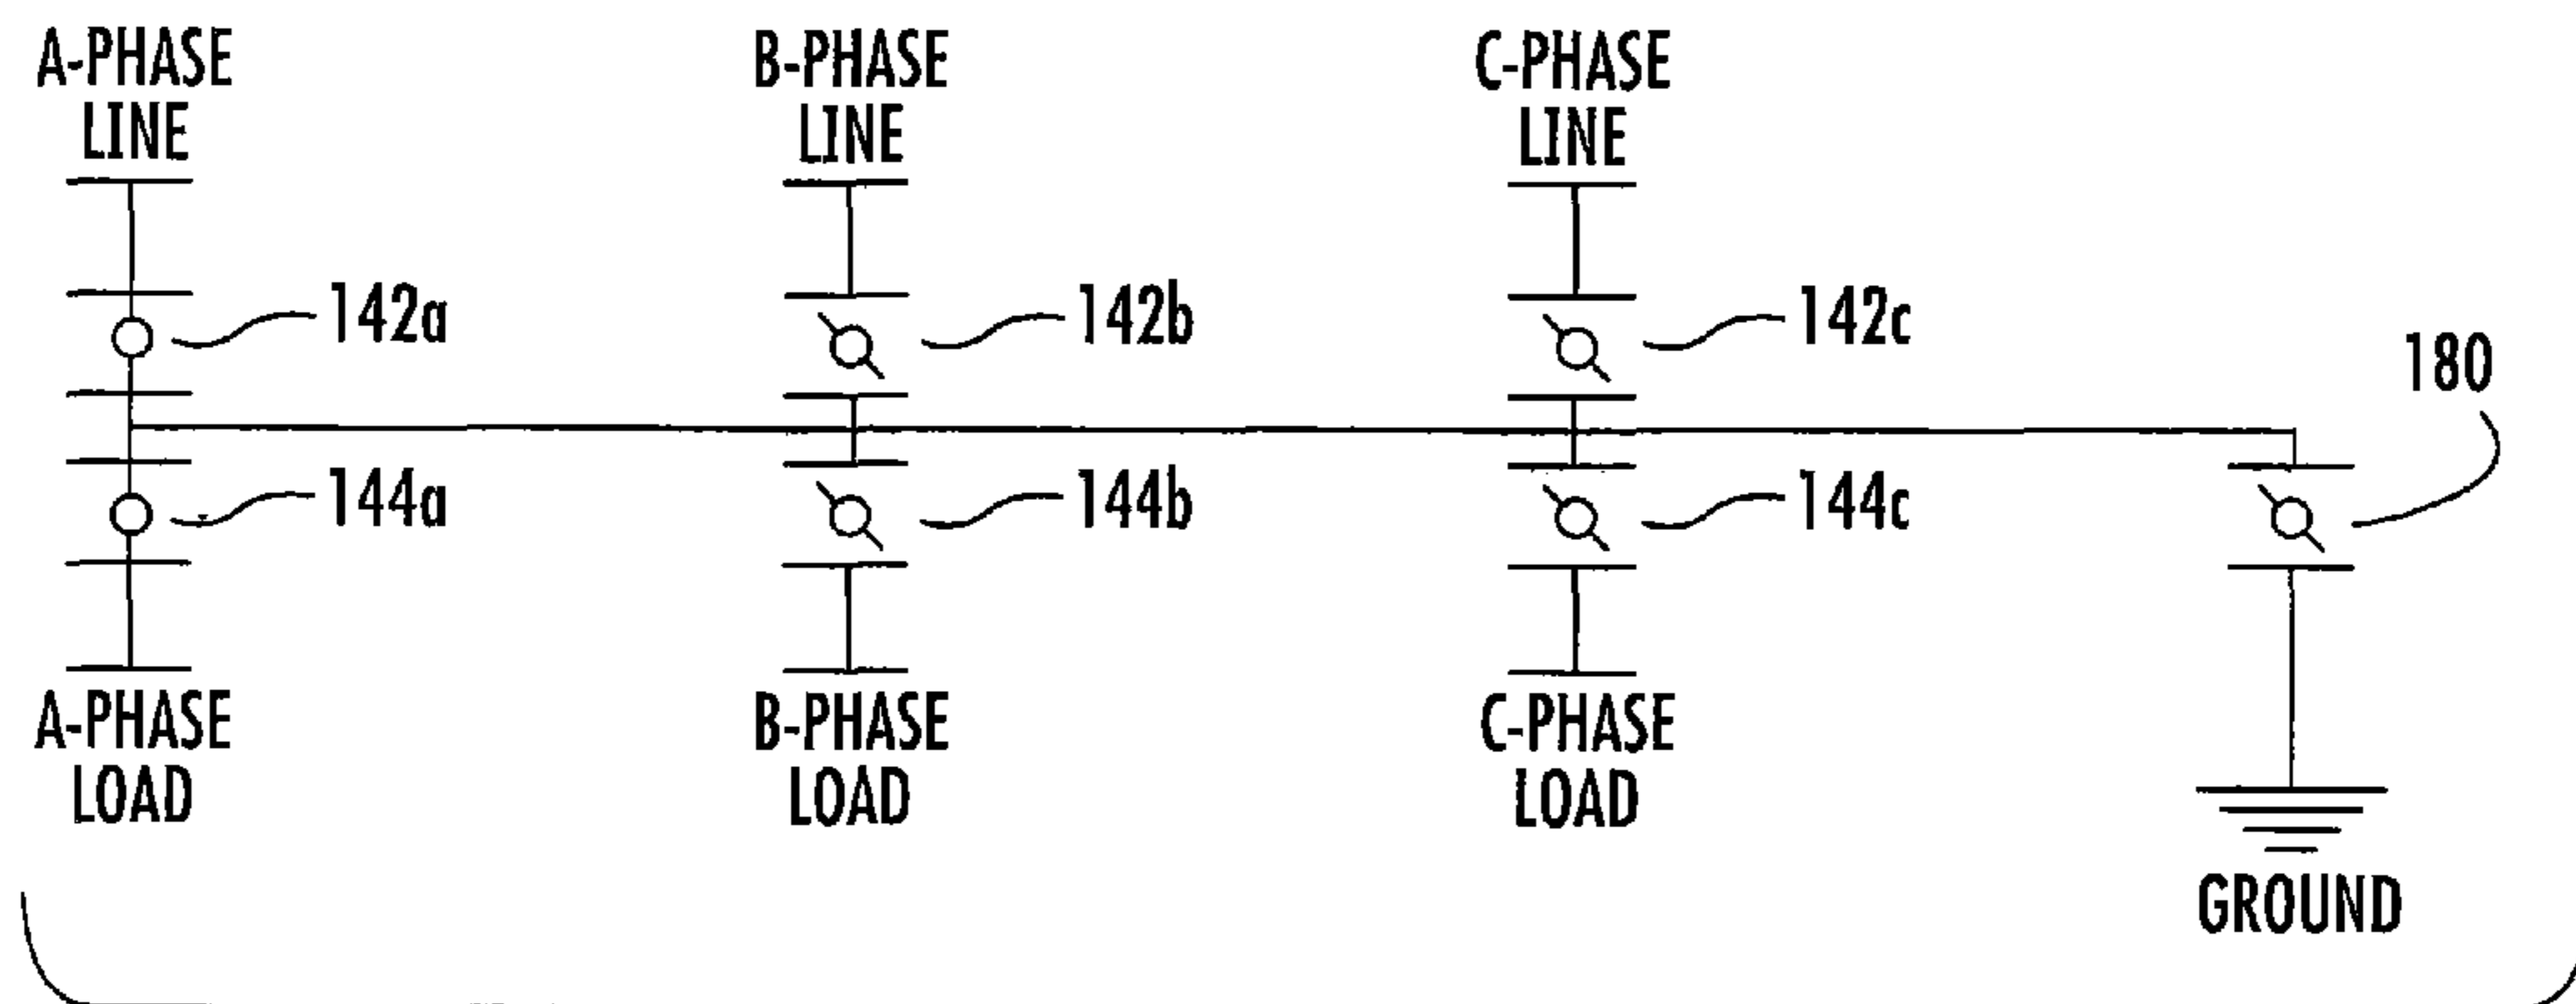 A-PHASE
LINE
B-PHASE
LINE
C-PHASE
LINE
142a
142b
142c
180
144a
144b
144c
A-PHASE
LOAD
B-PHASE
LOAD
C-PHASE
LOAD
GROUND